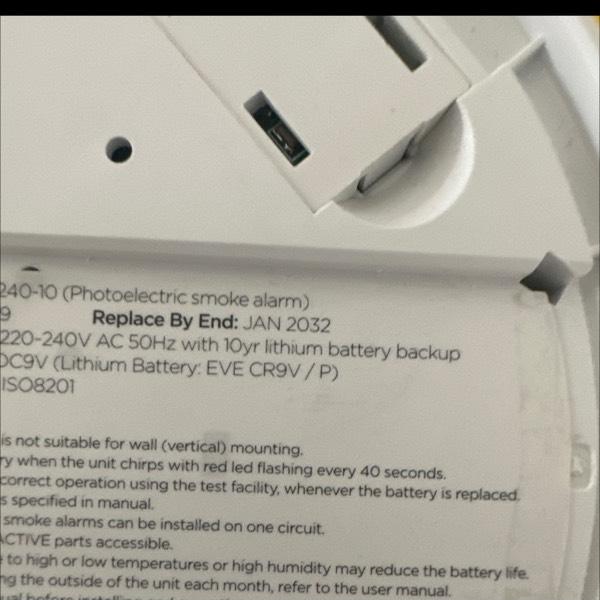 240-10 (Photoelectric smoke alarm)
9 Replace By End: JAN 2032
220-240V AC 50Hz with 10yr lithium battery backup
DC9V (Lithium Battery: EVE CR9V / P)
ISO8201
is not suitable for wall (vertical) mounting.
ry when the unit chirps with red led flashing every 40 seconds.
correct operation using the test facility, whenever the battery is replaced.
s specified in manual.
smoke alarms can be installed on one circuit.
ACTIVE parts accessible.
to high or low temperatures or high humidity may reduce the battery life.
ng the outside of the unit each month, refer to the user manual.